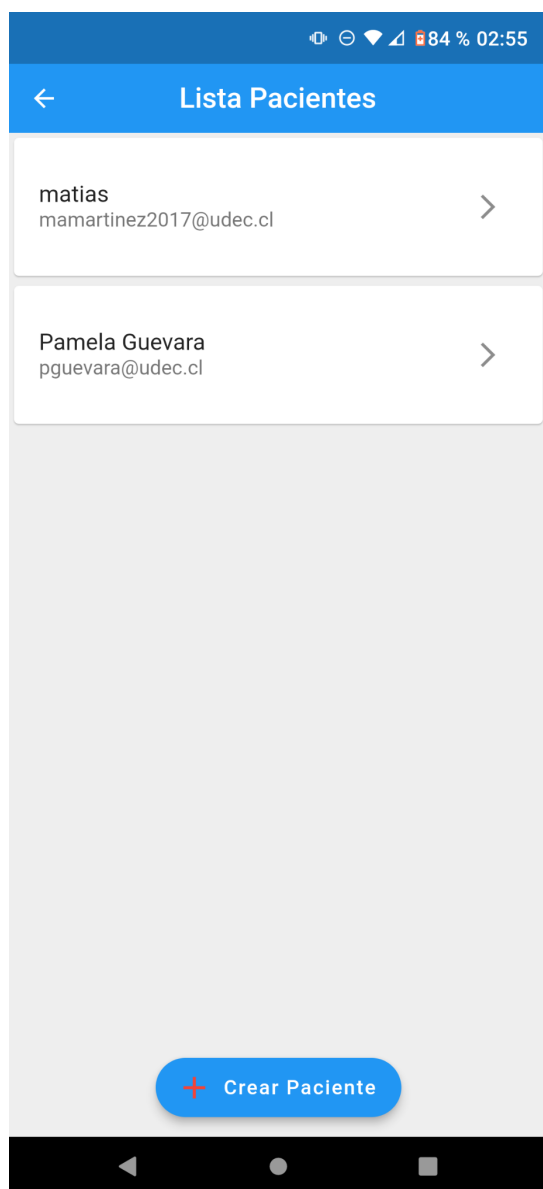 84 % 02:55
Lista Pacientes
matias
mamartinez2017@udec.cl
Pamela Guevara
pguevara@udec.cl
Crear Paciente